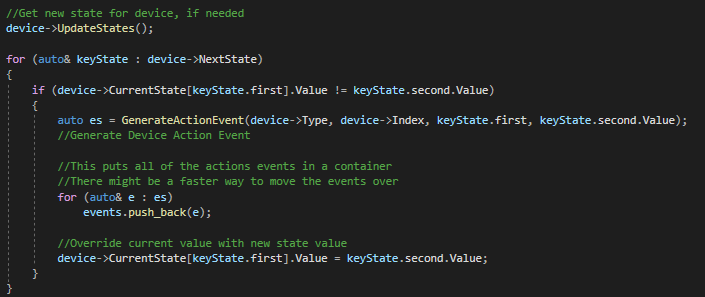 //Get new state for device, if needed
device->UpdateStates();
for (auto& keyState : device->NextState)
{
if (device->CurrentState[keyState.first].Value != keyState.second.Value)
{
auto es = GenerateActionEvent(device->Type, device->Index, keyState.first, keyState.second.Value);
//Generate Device Action Event
//This puts all of the actions events in a container
//There might be a faster way to move the events over
for (auto& e : es)
events.push_back(e);
//Override current value with new state value
device->CurrentState[keyState.first].Value = keyState.second.Value;
}
}